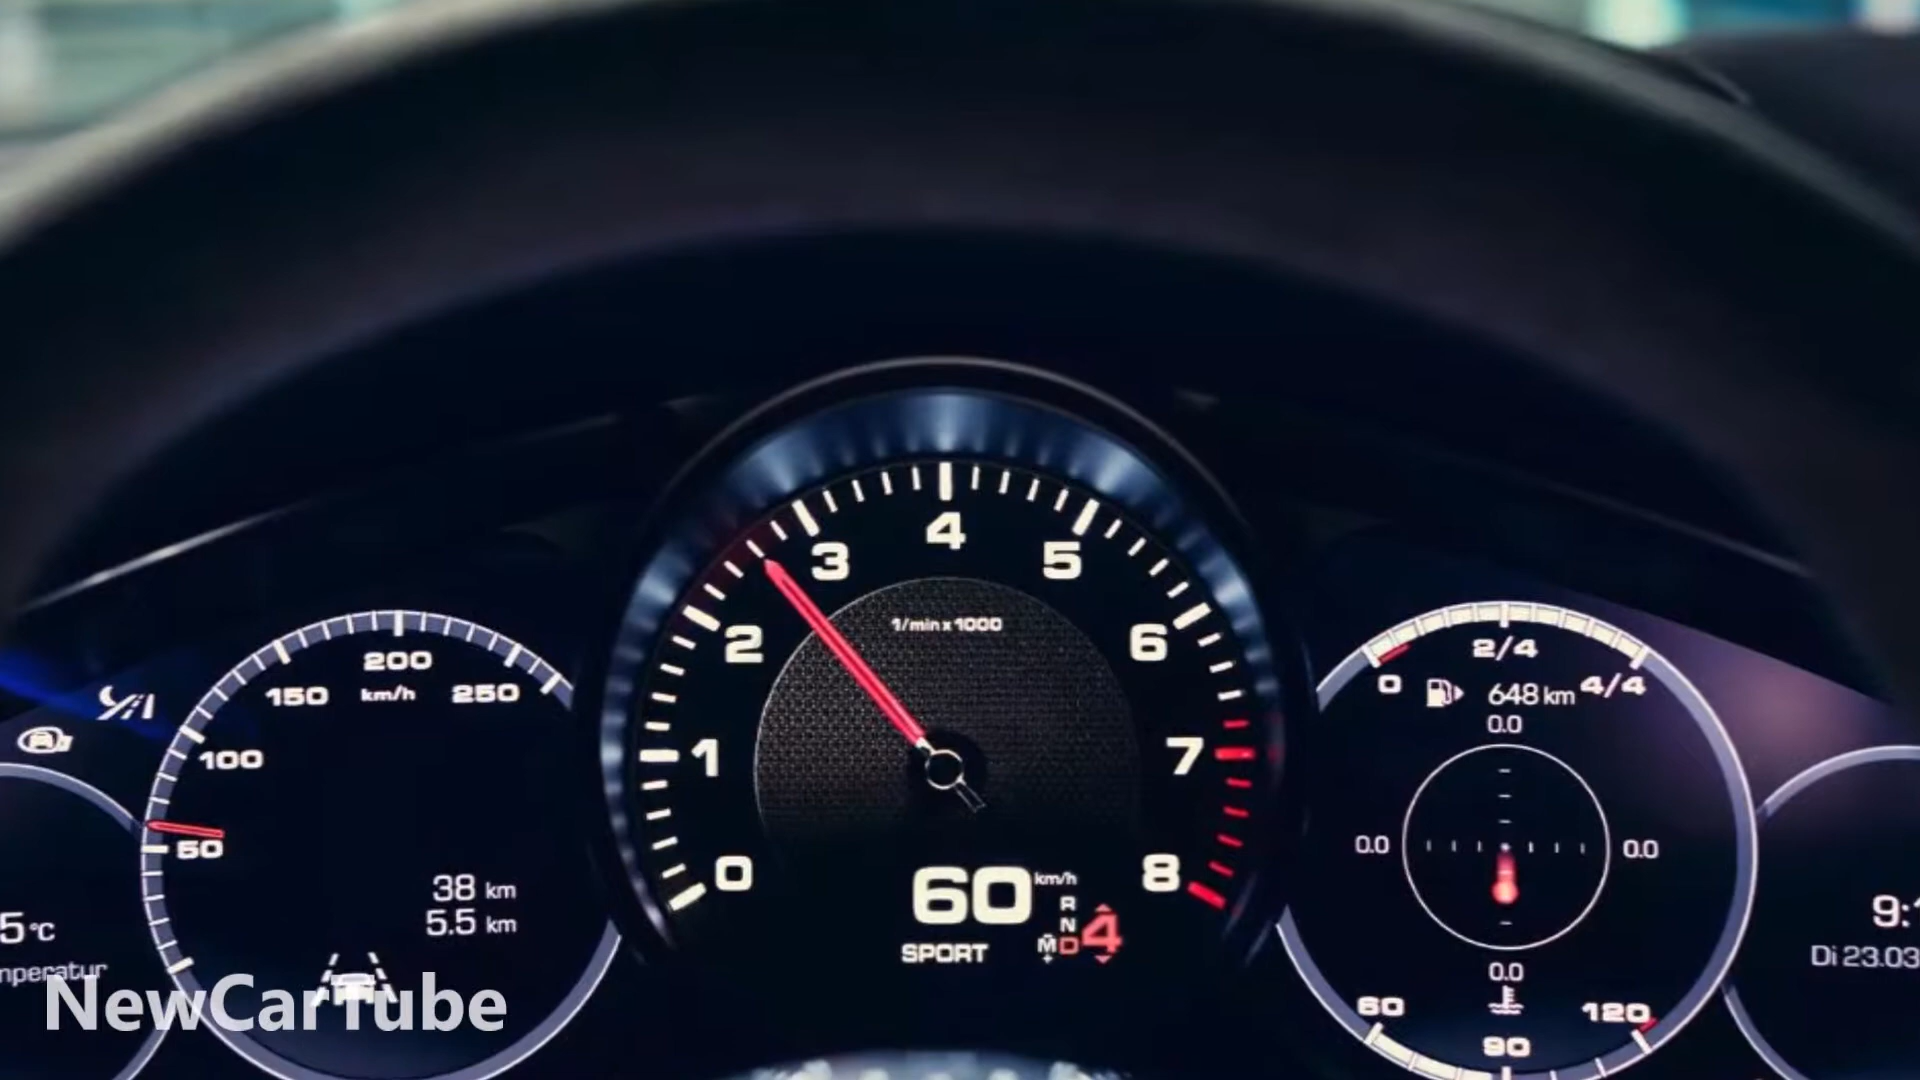 4
3
5
1/min x 1000
2
6
200
2/4
150
km/h
250
0
648 km
4/4
0.0
100
1
7
50
0.0
0.0
0
8
60 km/h
38 km
R
5.5 km
N
4
M
D
SPORT
5 °C
9:
Di 23.03
0.0
60
120
90
NewCarTube